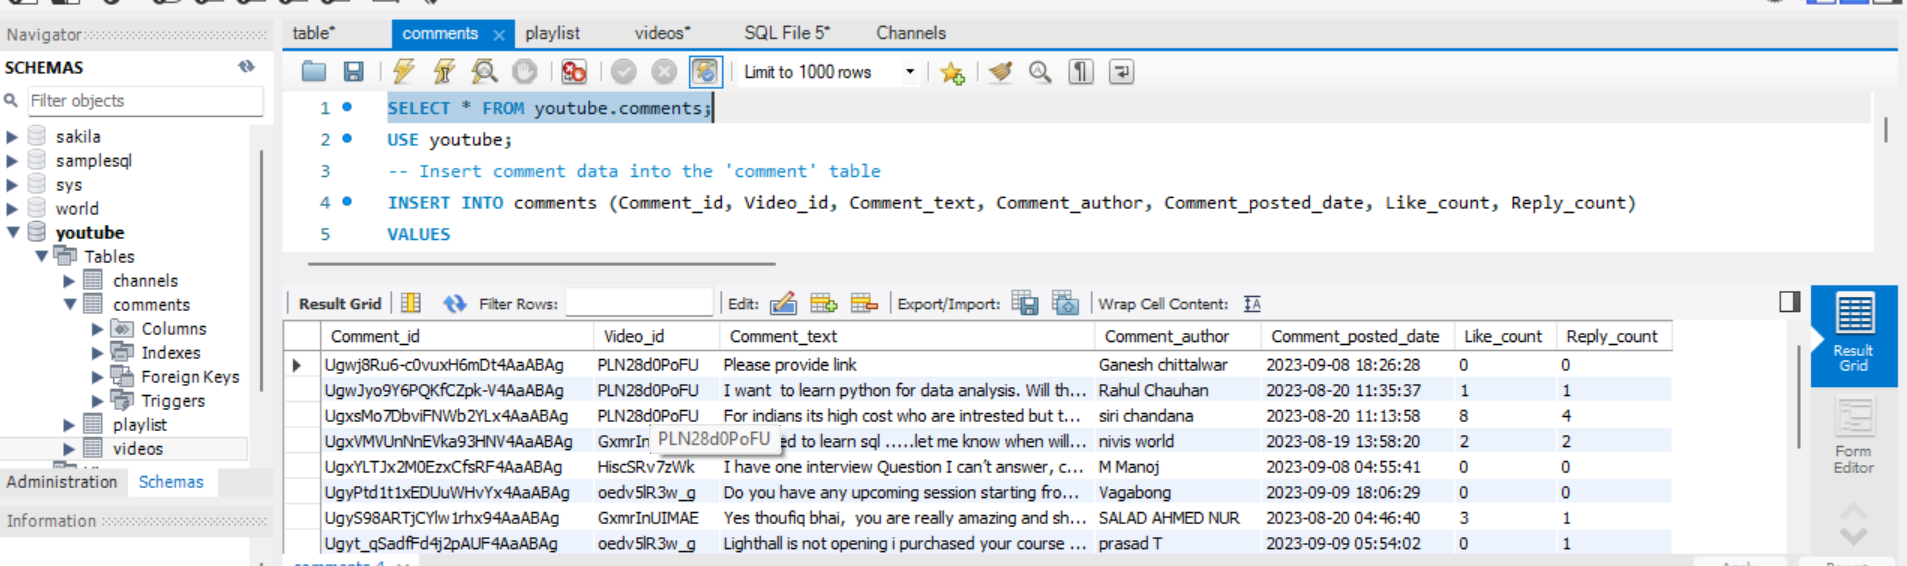 Navigator
table*
comments ×
playlist
videos*
SQL File 5*
Channels
SCHEMAS
Limit to 1000 rows
Filter objects
1 SELECT * FROM youtube.comments;
2 USE youtube;
3 -- Insert comment data into the 'comment' table
4 INSERT INTO comments (Comment_id, Video_id, Comment_text, Comment_author, Comment_posted_date, Like_count, Reply_count)
5 VALUES
sakila
samplesql
sys
world
youtube
Tables
channels
comments
Columns
Indexes
Foreign Keys
Triggers
playlist
videos
Administration Schemas
Information
Result Grid Filter Rows: Edit: Export/Import: Wrap Cell Content:
Comment_id Video_id Comment_text Comment_author Comment_posted_date Like_count Reply_count
Ugwj8Ru6-c0vuxH6mDt4AaABAg PLN28d0PoFU Please provide link Ganesh chittalwar 2023-09-08 18:26:28 0 0
UgwJyo9Y6PQKfCZpk-V4AaABAg PLN28d0PoFU I want to learn python for data analysis. Will th... Rahul Chauhan 2023-08-20 11:35:37 1 1
UgxsMo7DbviFNWb2YLx4AaABAg PLN28d0PoFU For indians its high cost who are intrested but t... siri chandana 2023-08-20 11:13:58 8 4
UgxVMVUnNnEVka93HNV4AaABAg GxmrIn PLN28d0PoFU ed to learn sql .....let me know when will... nivis world 2023-08-19 13:58:20 2 2
UgxYLTJx2M0EzxCfsRF4AaABAg HiscSRv7zWk I have one interview Question I can't answer, c... M Manoj 2023-09-08 04:55:41 0 0
UgyPtd1t1xEDUuWHvYx4AaABAg oedv5lR3w_g Do you have any upcoming session starting fro... Vagabong 2023-09-09 18:06:29 0 0
UgyS98ARTjCYlw1rhx94AaABAg GxmrInUIMAE Yes thoufiq bhai, you are really amazing and sh... SALAD AHMED NUR 2023-08-20 04:46:40 3 1
Ugyt_qSadfFd4j2pAUF4AaABAg oedv5lR3w_g Lighthall is not opening i purchased your course ... prasad T 2023-09-09 05:54:02 0 1
Result
Grid
Form
Editor